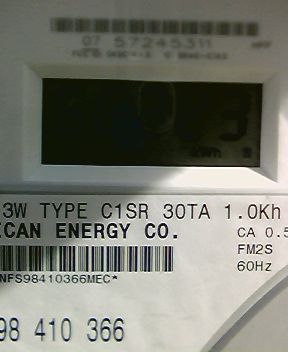 07 57245311
3
kWh
3W TYPE C1SR 30TA 1.0Kh
ICAN ENERGY CO.
CA 0.5
FM2S
60Hz
NFS98410366MEC*
98 410 366